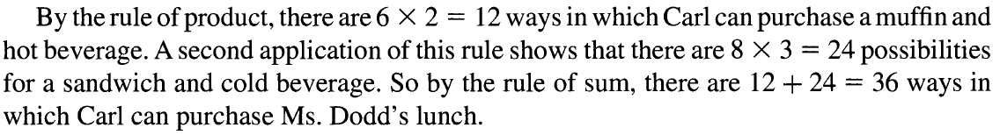 By the rule of product, there are 6 × 2 = 12 ways in which Carl can purchase a muffin and
hot beverage. A second application of this rule shows that there are 8 × 3 = 24 possibilities
for a sandwich and cold beverage. So by the rule of sum, there are 12 + 24 = 36 ways in
which Carl can purchase Ms. Dodd's lunch.